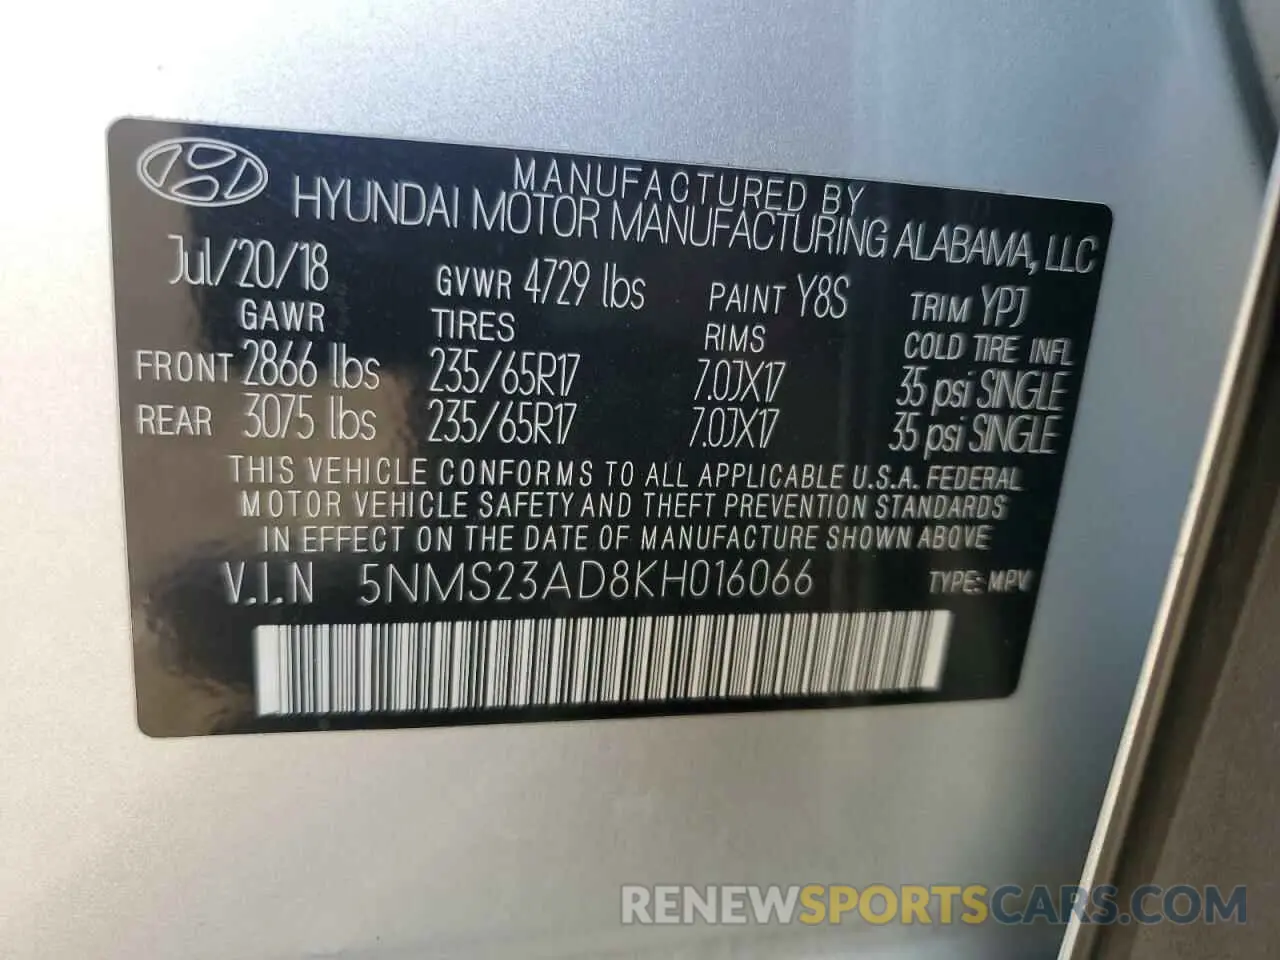 MANUFACTURED BY
HYUNDAI MOTOR MANUFACTURING ALABAMA, LLC
Jul/20/18 GVWR 4729 lbs PAINT Y8S TRIM YPJ
GAWR TIRES RIMS COLD TIRE INFL
FRONT 2866 lbs 235/65R17 7.0JX17 35 psi SINGLE
REAR 3075 lbs 235/65R17 7.0JX17 35 psi SINGLE
THIS VEHICLE CONFORMS TO ALL APPLICABLE U.S.A. FEDERAL
MOTOR VEHICLE SAFETY AND THEFT PREVENTION STANDARDS
IN EFFECT ON THE DATE OF MANUFACTURE SHOWN ABOVE
V.I.N 5NMS23AD8KH016066 TYPE: MPV
RENEWSPORTSCARS.COM